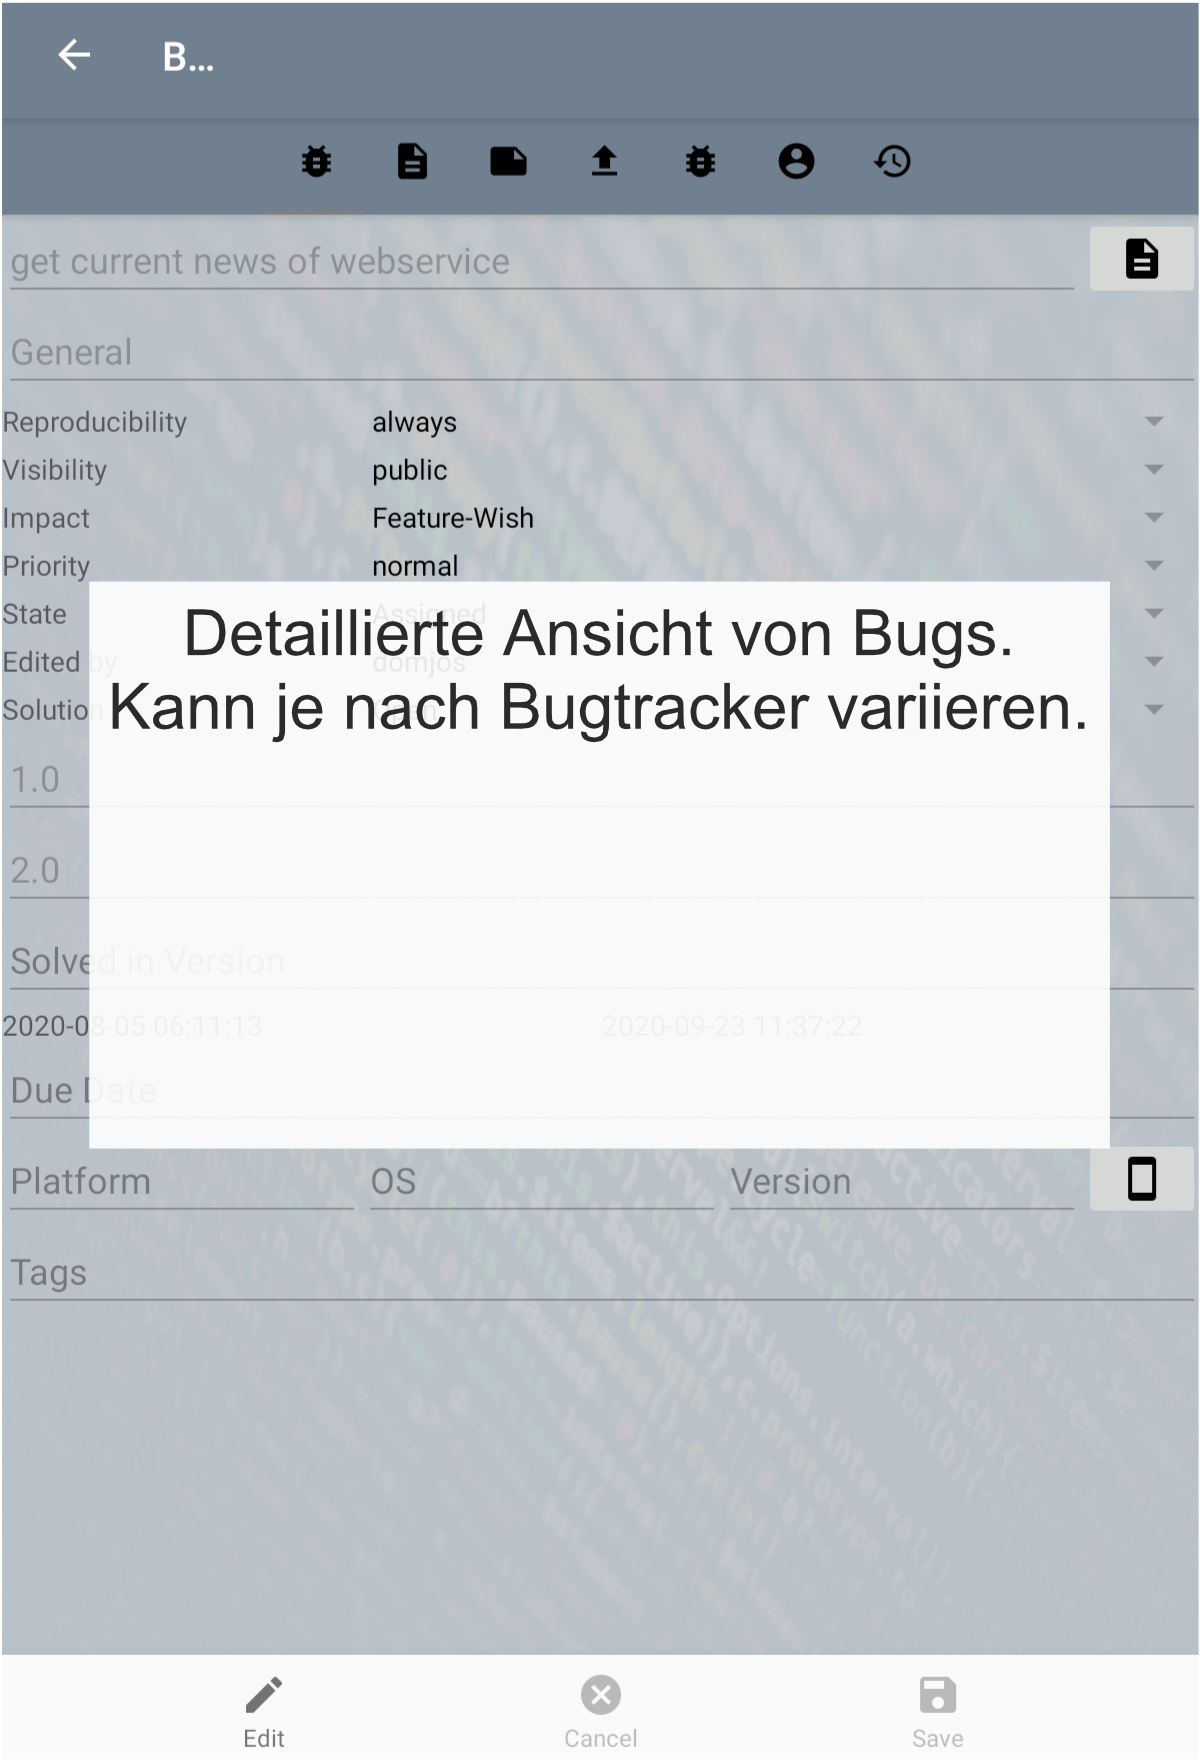 B...
get current news of webservice
General
Reproducibility always
Visibility public
Impact Feature-Wish
Priority normal
State Assigned
Edited by domjos
Solution
Detaillierte Ansicht von Bugs.
Kann je nach Bugtracker variieren.
1.0
2.0
Solved in Version
2020-08-05 06:11:13 2020-09-23 11:37:22
Due Date
Platform OS Version
Tags
Edit Cancel Save